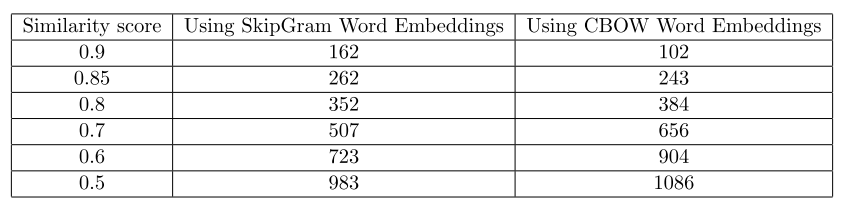 Similarity score Using SkipGram Word Embeddings Using CBOW Word Embeddings
0.9 162 102
0.85 262 243
0.8 352 384
0.7 507 656
0.6 723 904
0.5 983 1086